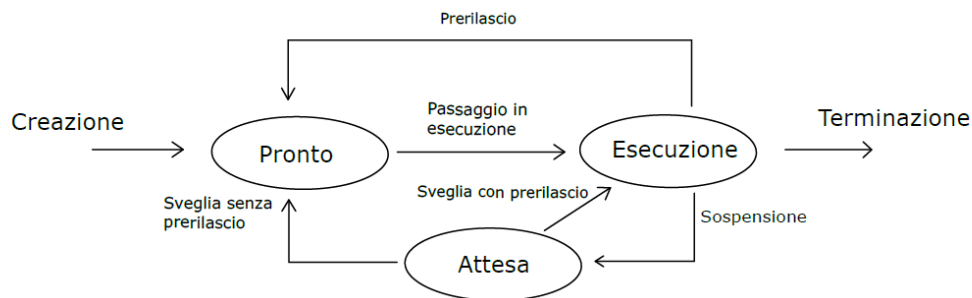 Prerilascio
Creazione
Passaggio in
esecuzione
Terminazione
Pronto
Esecuzione
Sveglia senza
prerilascio
Sveglia con prerilascio
Sospensione
Attesa